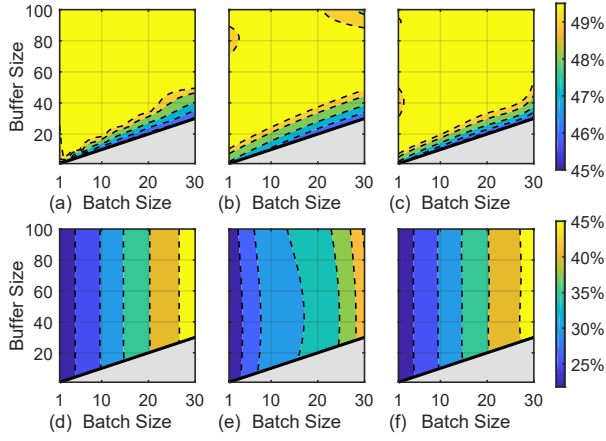 100
80
60
40
20
Buffer Size
1 10 20 30
(a) Batch Size
1 10 20 30
(b) Batch Size
1 10 20 30
(c) Batch Size
49%
48%
47%
46%
45%
100
80
60
40
20
Buffer Size
1 10 20 30
(d) Batch Size
1 10 20 30
(e) Batch Size
1 10 20 30
(f) Batch Size
45%
40%
35%
30%
25%